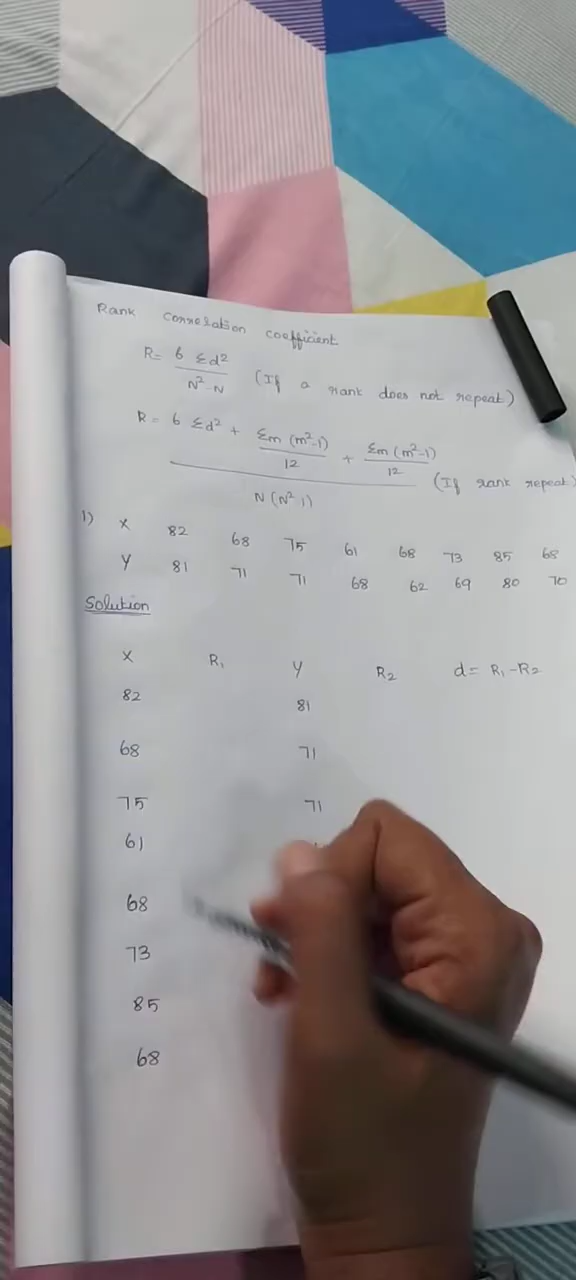 Rank Correlation coefficient
R = 6 Σd² / N²-N (If a rank does not repeat)
R = 6 Σd² + Σm(m²-1)/12 + Σm(m²-1)/12 / N(N²-1) (If rank repeat)
1) X 82 68 75 61 68 73 85 68
Y 81 71 71 68 62 69 80 70
Solution
X R₁ Y R₂ d = R₁-R₂
82 81
68 71
75 71
61
68
73
85
68